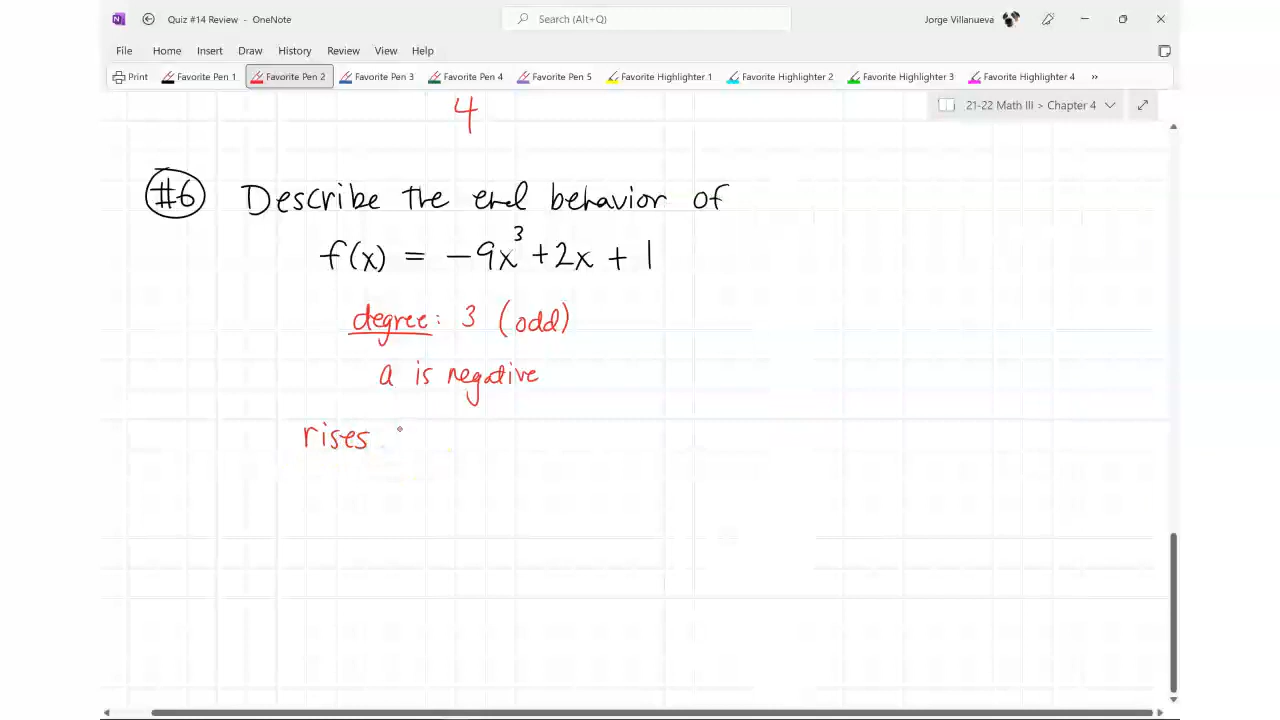 Quiz #14 Review - OneNote
Search (Alt+Q)
Jorge Villanueva
File Home Insert Draw History Review View Help
Print Favorite Pen 1 Favorite Pen 2 Favorite Pen 3 Favorite Pen 4 Favorite Pen 5 Favorite Highlighter 1 Favorite Highlighter 2 Favorite Highlighter 3 Favorite Highlighter 4 »
21-22 Math III > Chapter 4
4
#6 Describe the end behavior of
f(x) = -9x³ + 2x + 1
degree: 3 (odd)
a is negative
rises